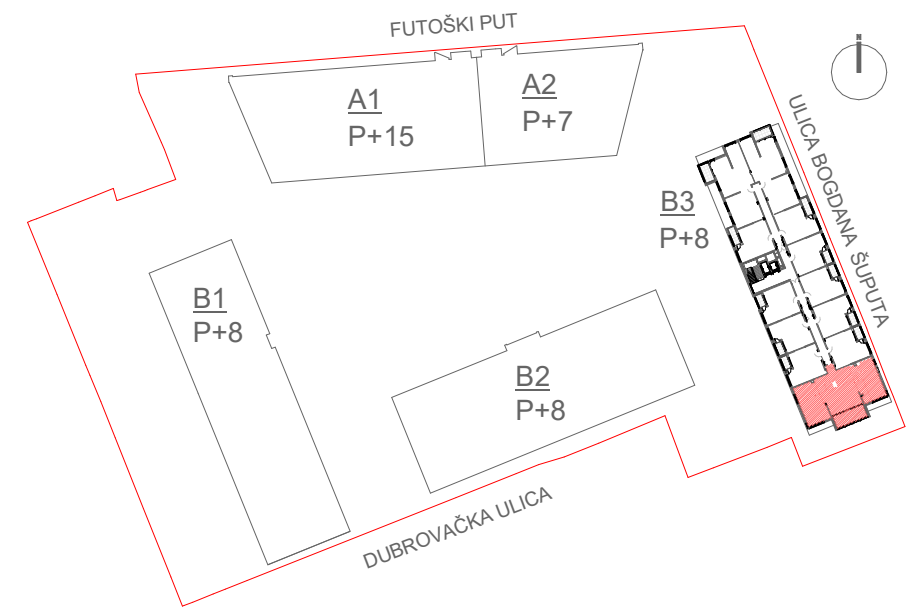 FUTOŠKI PUT
N
A1
P+15
A2
P+7
ULICA BOGDANA ŠUPUTA
B3
P+8
B1
P+8
B2
P+8
DUBROVAČKA ULICA